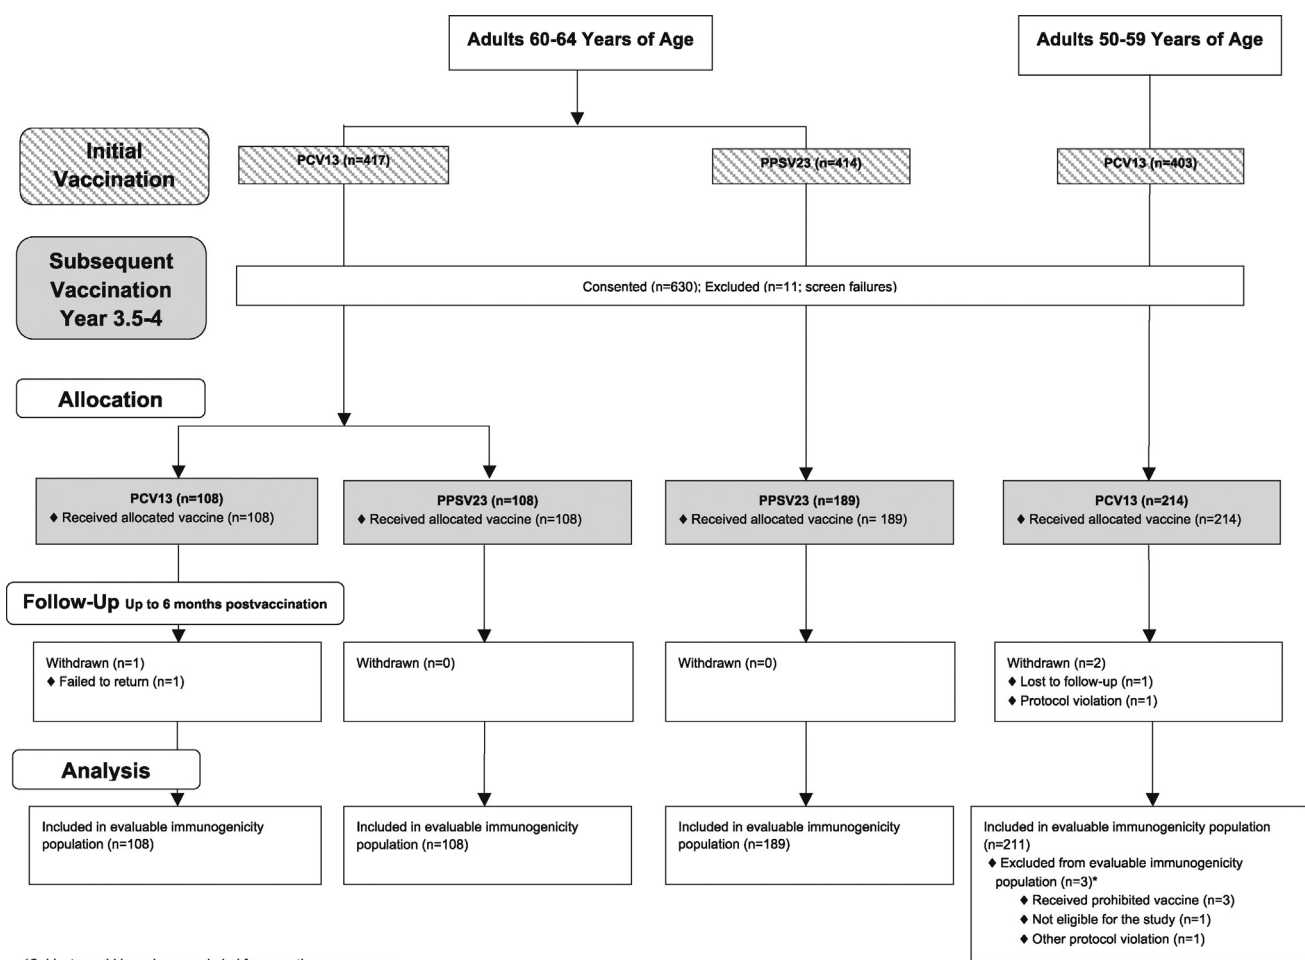 Adults 60-64 Years of Age
Adults 50-59 Years of Age
Initial
Vaccination
PCV13 (n=417)
PPSV23 (n=414)
PCV13 (n=403)
Subsequent
Vaccination
Year 3.5-4
Consented (n=630); Excluded (n=11; screen failures)
Allocation
PCV13 (n=108)
♦ Received allocated vaccine (n=108)
PPSV23 (n=108)
♦ Received allocated vaccine (n=108)
PPSV23 (n=189)
♦ Received allocated vaccine (n= 189)
PCV13 (n=214)
♦ Received allocated vaccine (n=214)
Follow-Up Up to 6 months postvaccination
Withdrawn (n=1)
♦ Failed to return (n=1)
Withdrawn (n=0)
Withdrawn (n=0)
Withdrawn (n=2)
♦ Lost to follow-up (n=1)
♦ Protocol violation (n=1)
Analysis
Included in evaluable immunogenicity
population (n=108)
Included in evaluable immunogenicity
population (n=108)
Included in evaluable immunogenicity
population (n=189)
Included in evaluable immunogenicity population
(n=211)
♦ Excluded from evaluable immunogenicity
population (n=3)*
♦ Received prohibited vaccine (n=3)
♦ Not eligible for the study (n=1)
♦ Other protocol violation (n=1)